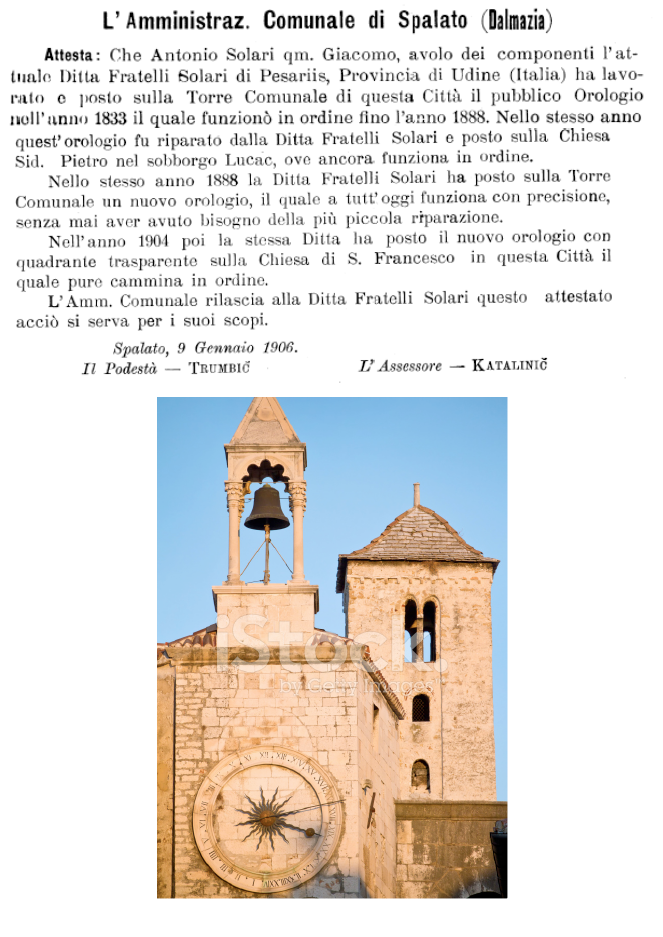 L'Amministraz. Comunale di Spalato (Dalmazia)
Attesta: Che Antonio Solari qm. Giacomo, avolo dei componenti l'at-
tuale Ditta Fratelli Solari di Pesariis, Provincia di Udine (Italia) ha lavo-
rato e posto sulla Torre Comunale di questa Città il pubblico Orologio
nell'anno 1833 il quale funzionò in ordine fino l'anno 1888. Nello stesso anno
quest'orologio fu riparato dalla Ditta Fratelli Solari e posto sulla Chiesa
Sid. Pietro nel sobborgo Lucac, ove ancora funziona in ordine.
Nello stesso anno 1888 la Ditta Fratelli Solari ha posto sulla Torre
Comunale un nuovo orologio, il quale a tutt'oggi funziona con precisione,
senza mai aver avuto bisogno della più piccola riparazione.
Nell'anno 1904 poi la stessa Ditta ha posto il nuovo orologio con
quadrante trasparente sulla Chiesa di S. Francesco in questa Città il
quale pure cammina in ordine.
L'Amm. Comunale rilascia alla Ditta Fratelli Solari questo attestato
acciò si serva per i suoi scopi.
Spalato, 9 Gennaio 1906.
Il Podestà — TRUMBIČ L'Assessore — KATALINIČ
iStock
by Getty Images